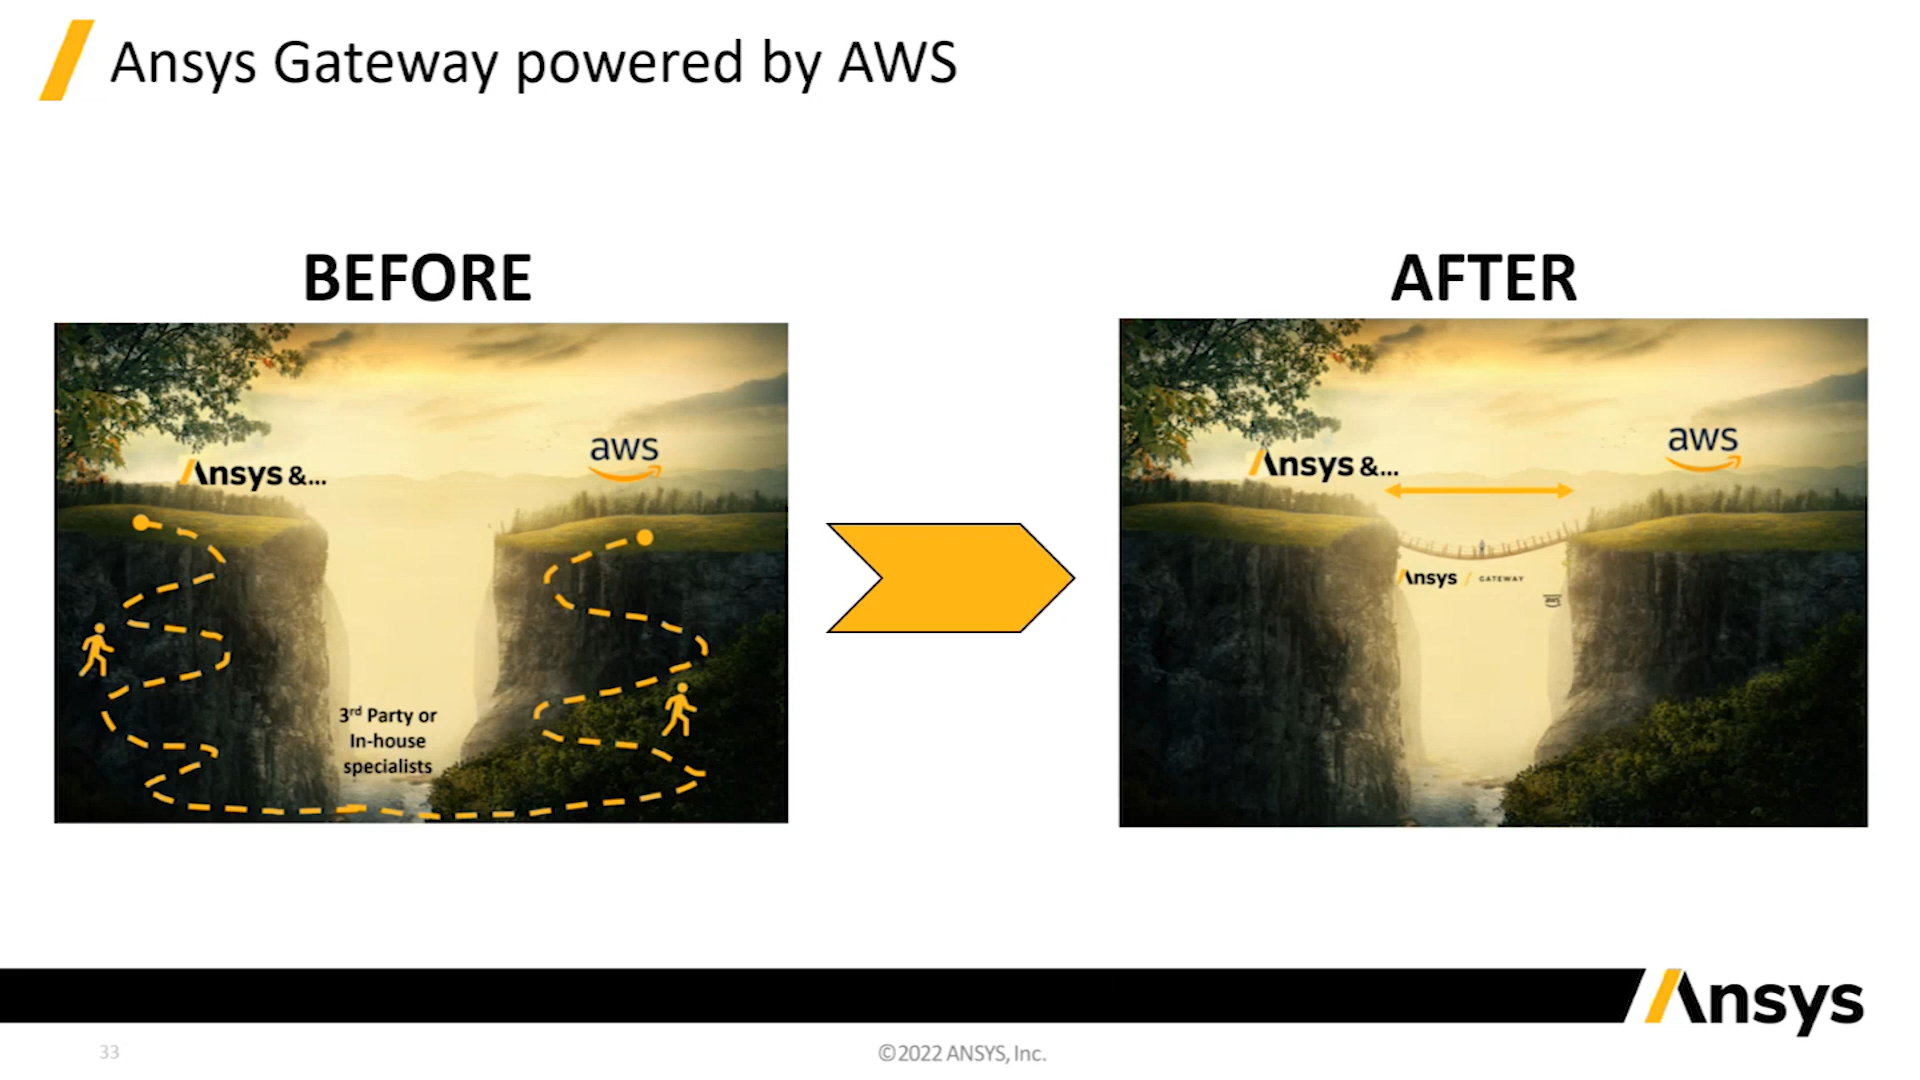 Ansys Gateway powered by AWS
BEFORE
AFTER
Ansys &...
aws
3rd Party or
In-house
specialists
Ansys &...
aws
Ansys / GATEWAY
aws
Ansys
33
©2022 ANSYS, Inc.